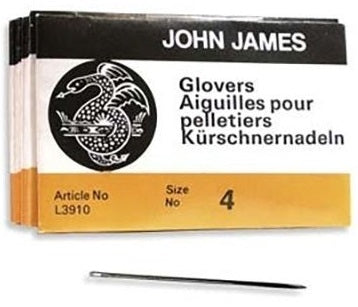 JOHN JAMES
Glovers
Aiguilles pour
pelletiers
Kürschnernadeln
Article No
L3910
Size
No
4